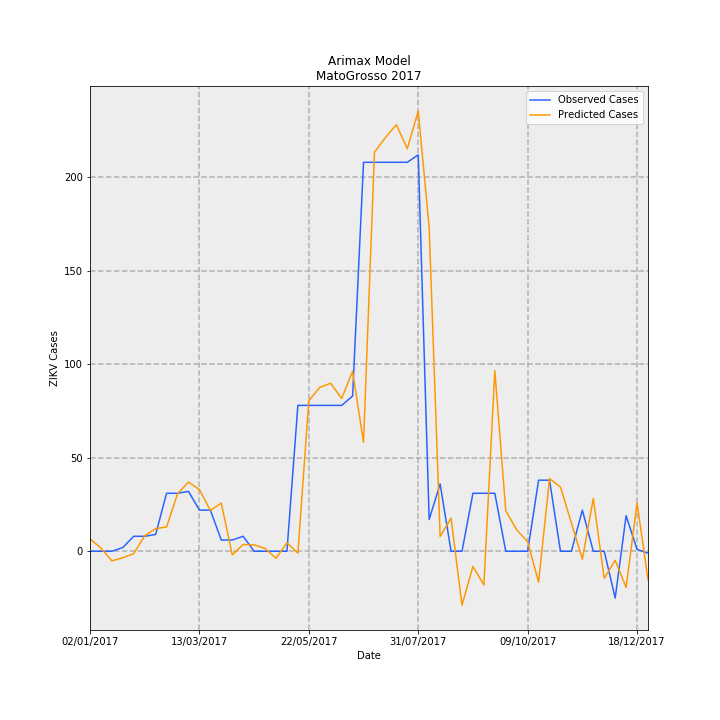 Arimax Model
MatoGrosso 2017
Observed Cases
Predicted Cases
ZIKV Cases
200
150
100
50
0
02/01/2017 13/03/2017 22/05/2017 31/07/2017 09/10/2017 18/12/2017
Date